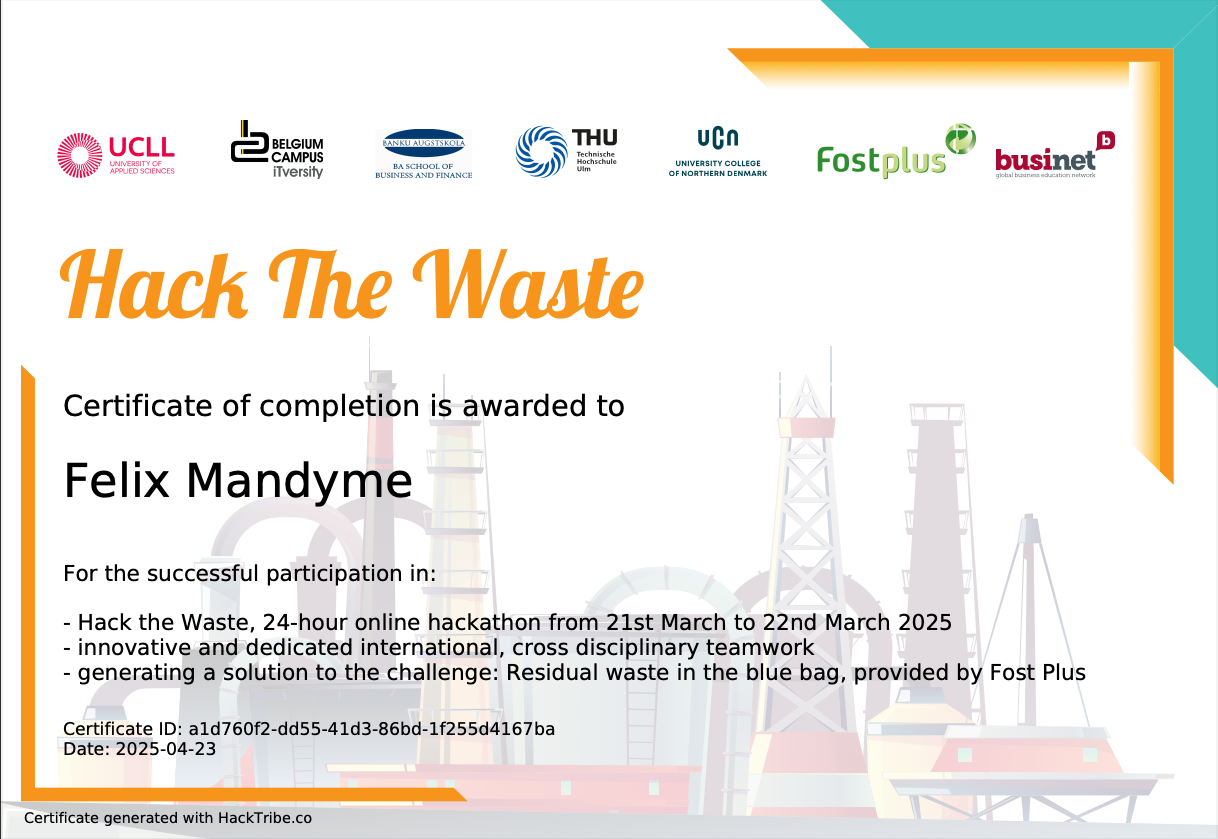 UCLL
UNIVERSITY OF
APPLIED SCIENCES
BELGIUM
CAMPUS
iTversity
BANKU AUGSTSKOLA
BA SCHOOL OF
BUSINESS AND FINANCE
THU
Technische
Hochschule
Ulm
UCN
UNIVERSITY COLLEGE
OF NORTHERN DENMARK
Fostplus
businet
b
global business education network
Hack The Waste
Certificate of completion is awarded to
Felix Mandyme
For the successful participation in:
- Hack the Waste, 24-hour online hackathon from 21st March to 22nd March 2025
- innovative and dedicated international, cross disciplinary teamwork
- generating a solution to the challenge: Residual waste in the blue bag, provided by Fost Plus
Certificate ID: a1d760f2-dd55-41d3-86bd-1f255d4167ba
Date: 2025-04-23
Certificate generated with HackTribe.co